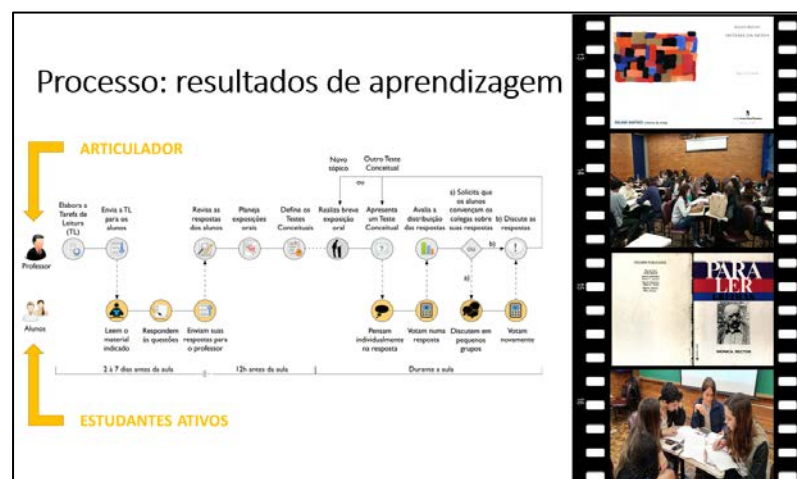 Processo: resultados de aprendizagem
ARTICULADOR
Novo
tópico
Outro Teste
Conceitual
ou
Elabora a
Tarefa de
Leitura
(TL)
Envia a TL
para os
alunos
Revisa as
respostas
dos alunos
Planeja
exposições
orais
Define os
Testes
Conceituais
Realiza breve
exposição
oral
Apresenta
um Teste
Conceitual
Avalia a
distribuição
das respostas
a) Solicita que
os alunos
convençam os
colegas sobre
suas respostas
b) Discute as
respostas
Professor
?
ou
b)
!
a)
Alunos
Leem o
material
indicado
Respondem
às questões
Enviam suas
respostas para
o professor
Pensam
individualmente
na resposta
Votam numa
resposta
Discutem em
pequenos
grupos
Votam
novamente
2 à 7 dias antes da aula
12h antes da aula
Durante a aula
ESTUDANTES ATIVOS
13
14
15
16
PARA
LER